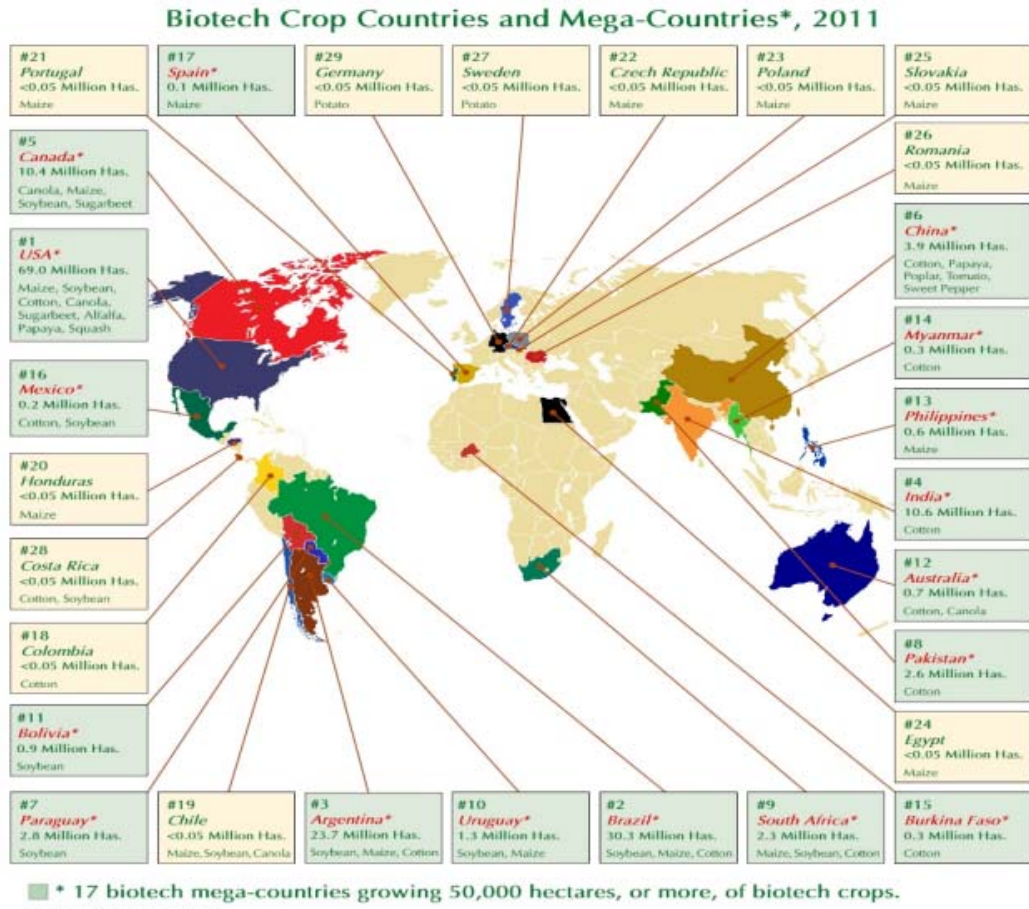 Biotech Crop Countries and Mega-Countries*, 2011
#21
Portugal
<0.05 Million Has.
Maize
#17
Spain*
0.1 Million Has.
Maize
#29
Germany
<0.05 Million Has.
Potato
#27
Sweden
<0.05 Million Has.
Potato
#22
Czech Republic
<0.05 Million Has.
Maize
#23
Poland
<0.05 Million Has.
Maize
#25
Slovakia
<0.05 Million Has.
Maize
#5
Canada*
10.4 Million Has.
Canola, Maize,
Soybean, Sugarbeet
#26
Romania
<0.05 Million Has.
Maize
#1
USA*
69.0 Million Has.
Maize, Soybean,
Cotton, Canola,
Sugarbeet, Alfalfa,
Papaya, Squash
#6
China*
3.9 Million Has.
Cotton, Papaya,
Poplar, Tomato,
Sweet Pepper
#14
Myanmar*
0.3 Million Has.
Cotton
#16
Mexico*
0.2 Million Has.
Cotton, Soybean
#13
Philippines*
0.6 Million Has.
Maize
#20
Honduras
<0.05 Million Has.
Maize
#4
India*
10.6 Million Has.
Cotton
#28
Costa Rica
<0.05 Million Has.
Cotton, Soybean
#12
Australia*
0.7 Million Has.
Cotton, Canola
#18
Colombia
<0.05 Million Has.
Cotton
#8
Pakistan*
2.6 Million Has.
Cotton
#11
Bolivia*
0.9 Million Has.
Soybean
#24
Egypt
<0.05 Million Has.
Maize
#7
Paraguay*
2.8 Million Has.
Soybean
#19
Chile
<0.05 Million Has.
Maize, Soybean, Canola
#3
Argentina*
23.7 Million Has.
Soybean, Maize, Cotton
#10
Uruguay*
1.3 Million Has.
Soybean, Maize
#2
Brazil*
30.3 Million Has.
Soybean, Maize, Cotton
#9
South Africa*
2.3 Million Has.
Maize, Soybean, Cotton
#15
Burkina Faso*
0.3 Million Has.
Cotton
* 17 biotech mega-countries growing 50,000 hectares, or more, of biotech crops.